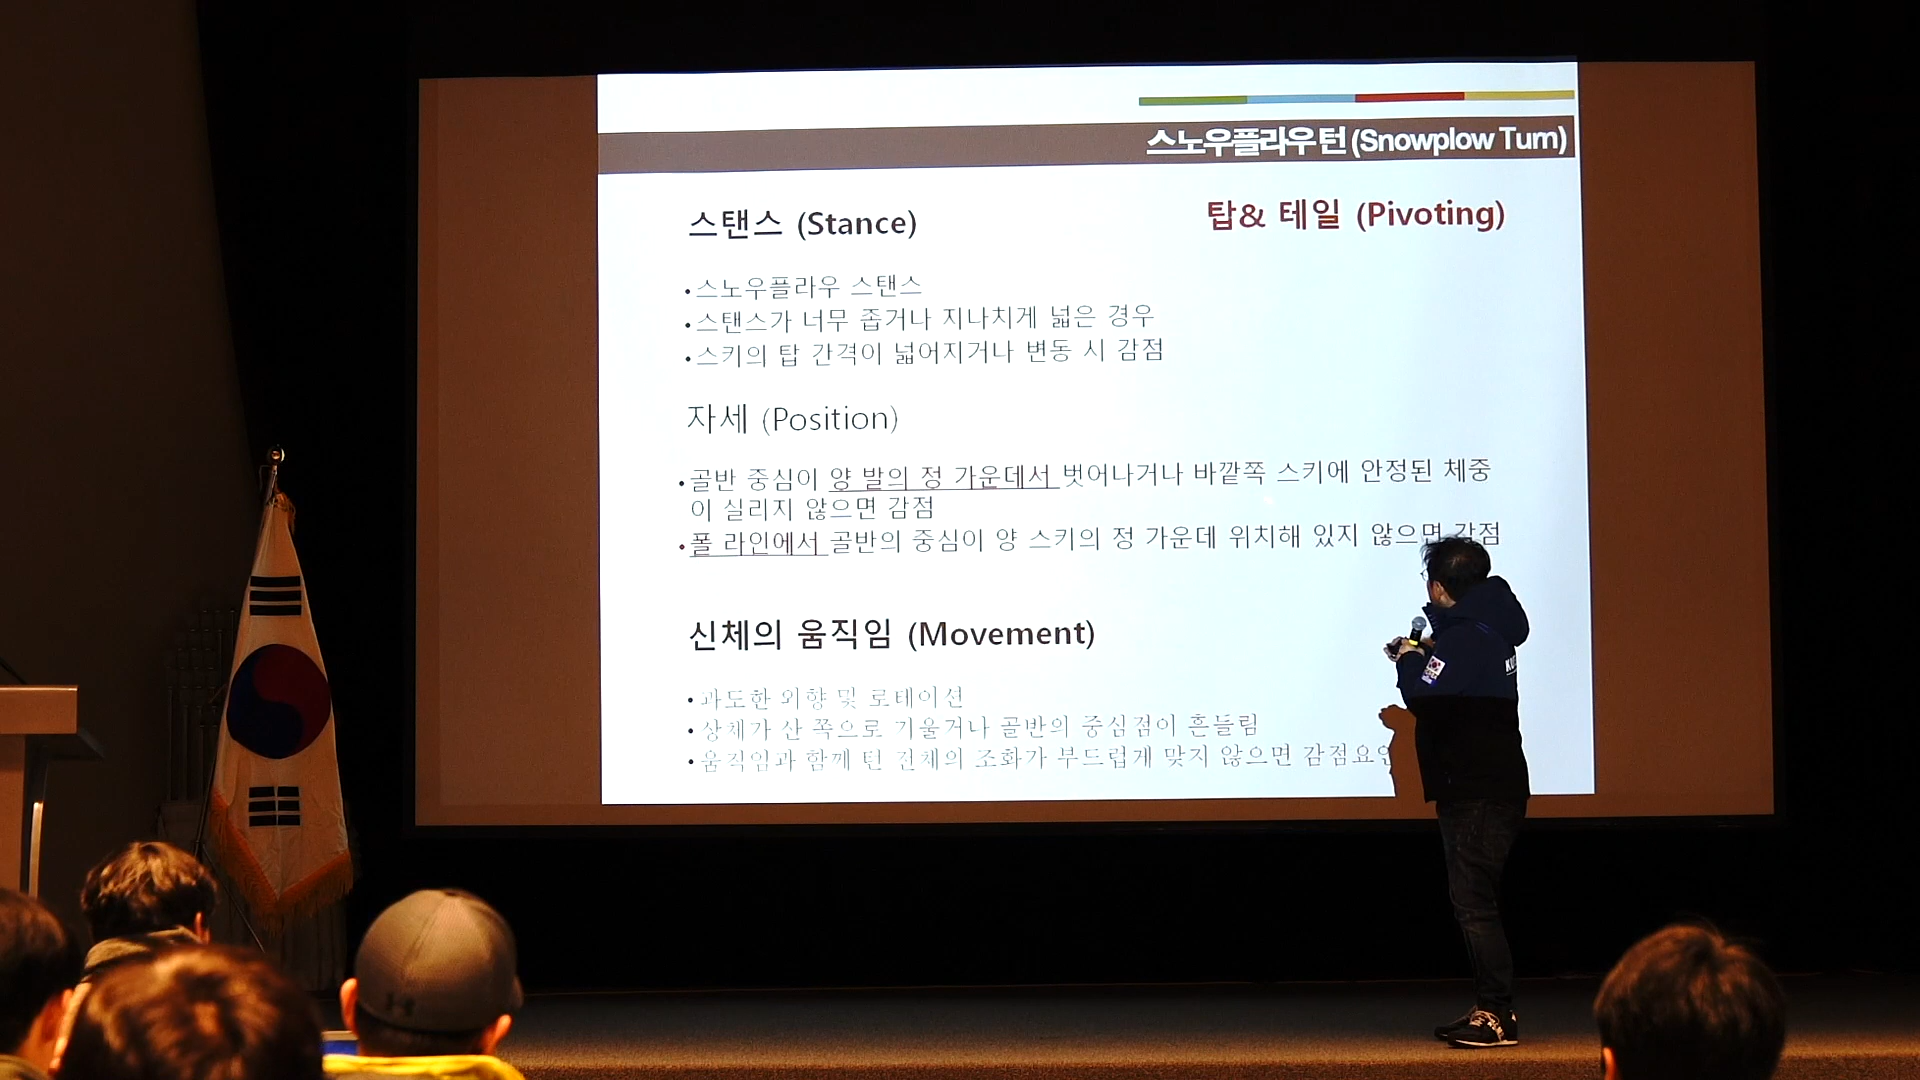 스노우플라우 턴 (Snowplow Turn)
스탠스 (Stance)
탑& 테일 (Pivoting)
•스노우플라우 스탠스
•스탠스가 너무 좁거나 지나치게 넓은 경우
•스키의 탑 간격이 넓어지거나 변동 시 감점
자세 (Position)
•골반 중심이 양 발의 정 가운데서 벗어나거나 바깥쪽 스키에 안정된 체중
이 실리지 않으면 감점
•폴 라인에서 골반의 중심이 양 스키의 정 가운데 위치해 있지 않으면 감점
신체의 움직임 (Movement)
•과도한 외향 및 로테이션
•상체가 산 쪽으로 기울거나 골반의 중심점이 흔들림
•움직임과 함께 턴 전체의 조화가 부드럽게 맞지 않으면 감점요인